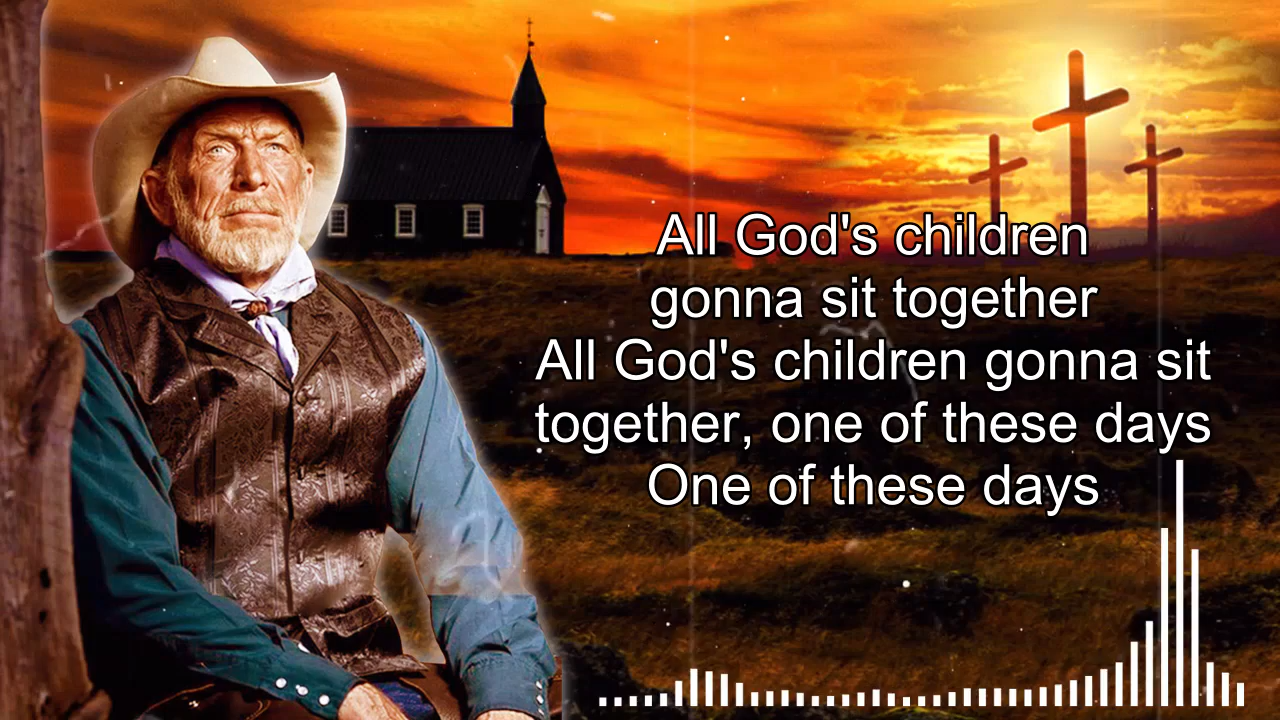 All God's children
gonna sit together
All God's children gonna sit
together, one of these days
One of these days